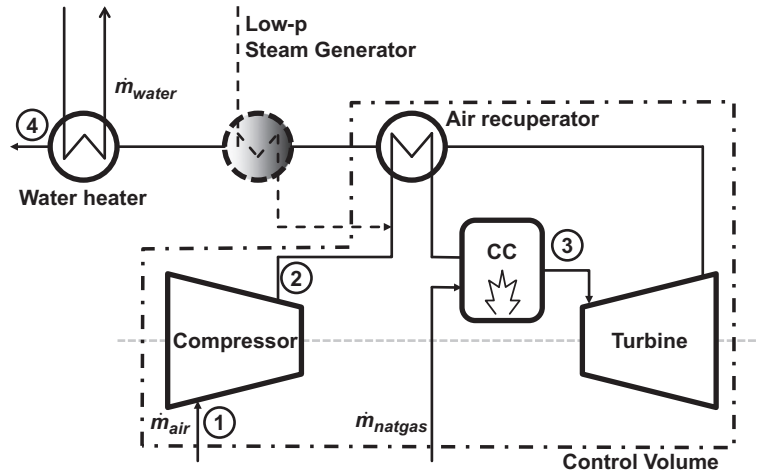 Low-p
Steam Generator
ṁwater
4
Air recuperator
Water heater
2
CC
3
Compressor
Turbine
ṁair
1
ṁnatgas
Control Volume